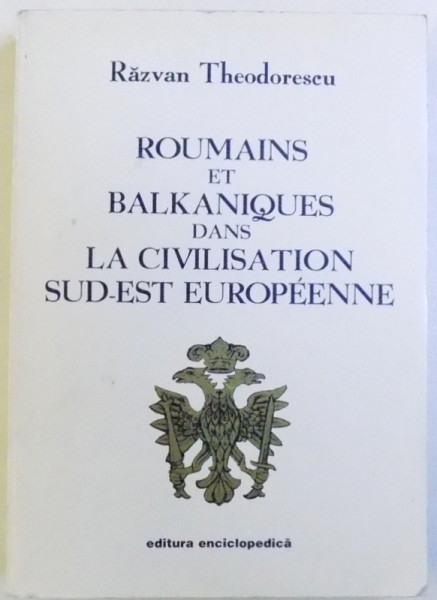 Răzvan Theodorescu
ROUMAINS
ET
BALKANIQUES
DANS
LA CIVILISATION
SUD-EST EUROPÉENNE
editura enciclopedică